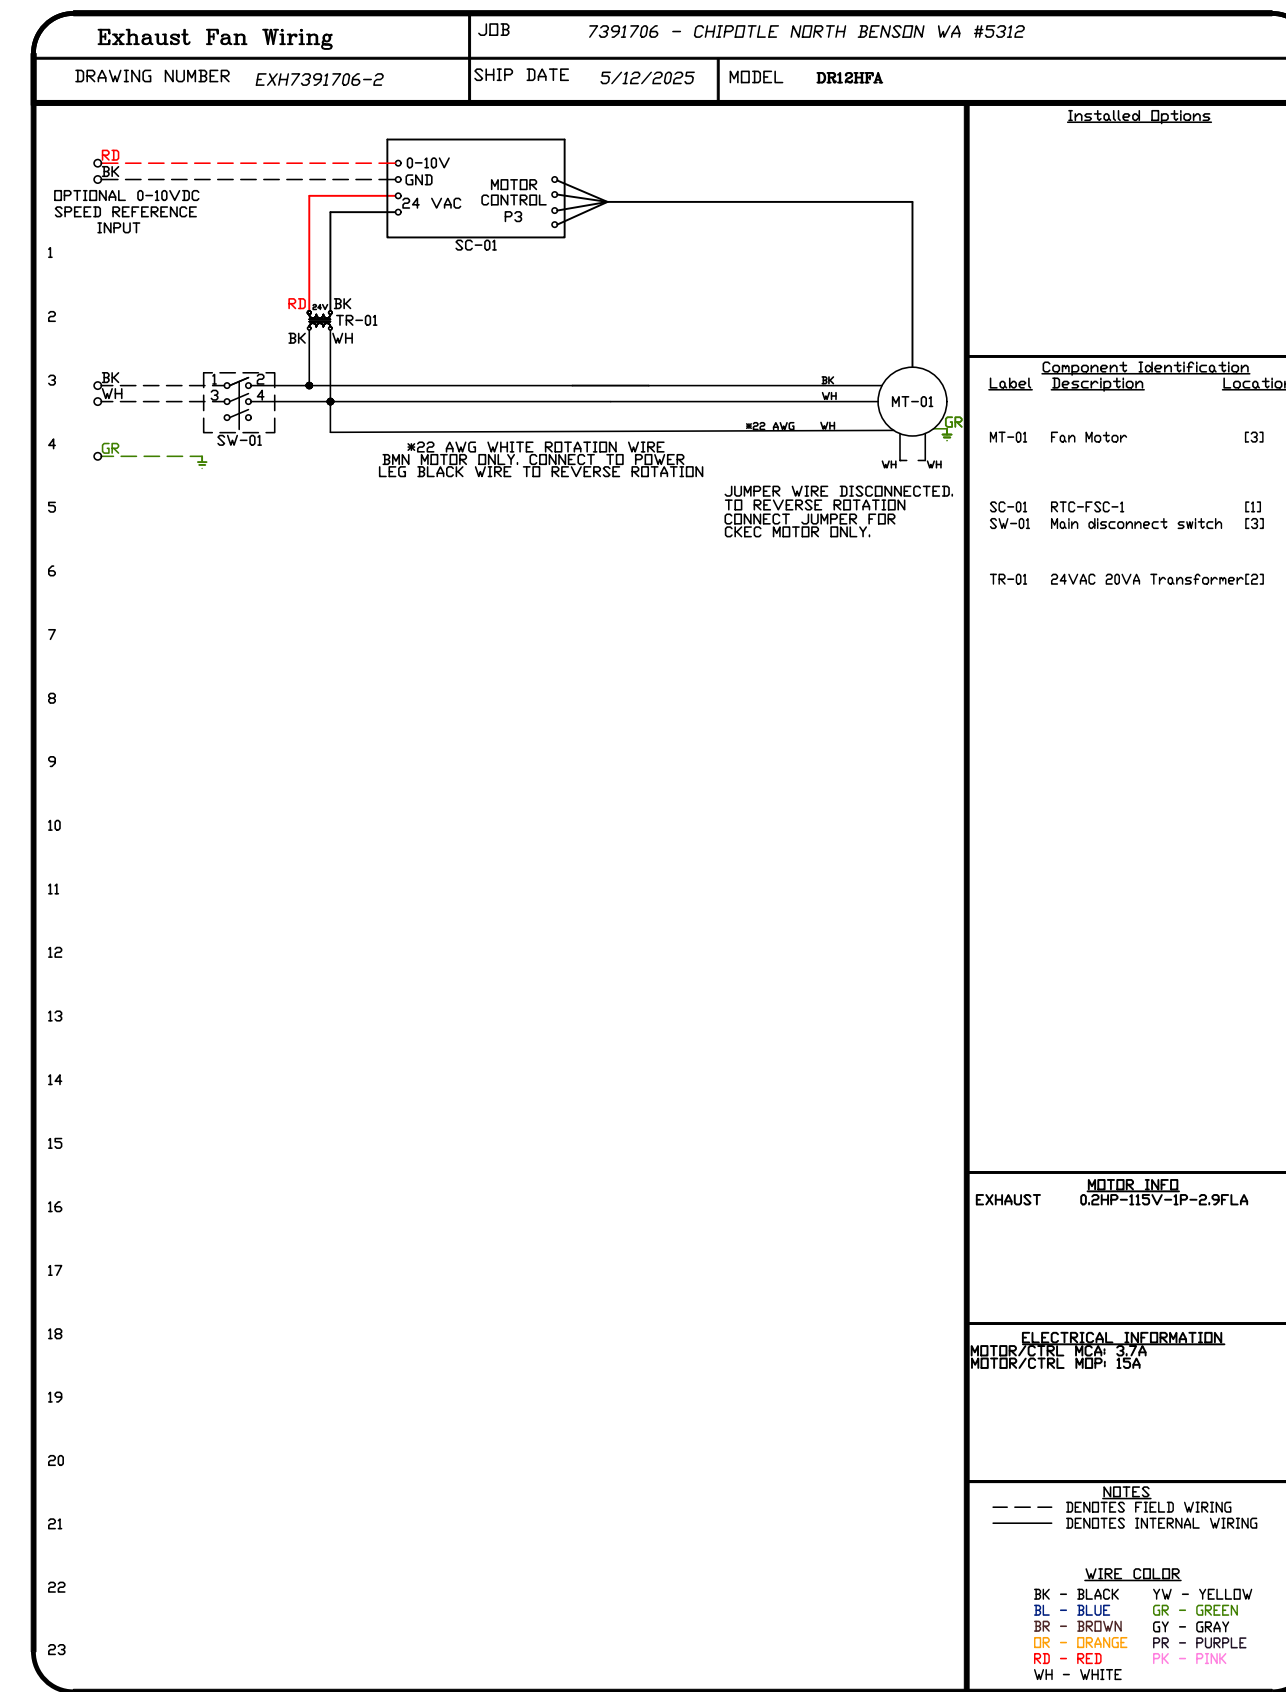 Exhaust Fan Wiring
JOB 7391706 - CHIPOTLE NORTH BENSON WA #5312
DRAWING NUMBER EXH7391706-2
SHIP DATE 5/12/2025
MODEL DR12HFA
RD
BK
OPTIONAL 0-10VDC
SPEED REFERENCE
INPUT
0-10V
GND
24 VAC
MOTOR
CONTROL
P3
SC-01
RD 24V BK
TR-01
BK WH
BK
WH
1 2
3 4
SW-01
GR
BK
WH
MT-01
*22 AWG WH
GR
WH WH
*22 AWG WHITE ROTATION WIRE
BMN MOTOR ONLY. CONNECT TO POWER
LEG BLACK WIRE TO REVERSE ROTATION
JUMPER WIRE DISCONNECTED.
TO REVERSE ROTATION
CONNECT JUMPER FOR
CKEC MOTOR ONLY.
1
2
3
4
5
6
7
8
9
10
11
12
13
14
15
16
17
18
19
20
21
22
23
Installed Options
Component Identification
Label Description Location
MT-01 Fan Motor [3]
SC-01 RTC-FSC-1 [1]
SW-01 Main disconnect switch [3]
TR-01 24VAC 20VA Transformer[2]
MOTOR INFO
EXHAUST 0.2HP-115V-1P-2.9FLA
ELECTRICAL INFORMATION
MOTOR/CTRL MCA: 3.7A
MOTOR/CTRL MOP: 15A
NOTES
DENOTES FIELD WIRING
DENOTES INTERNAL WIRING
WIRE COLOR
BK - BLACK YW - YELLOW
BL - BLUE GR - GREEN
BR - BROWN GY - GRAY
OR - ORANGE PR - PURPLE
RD - RED PK - PINK
WH - WHITE